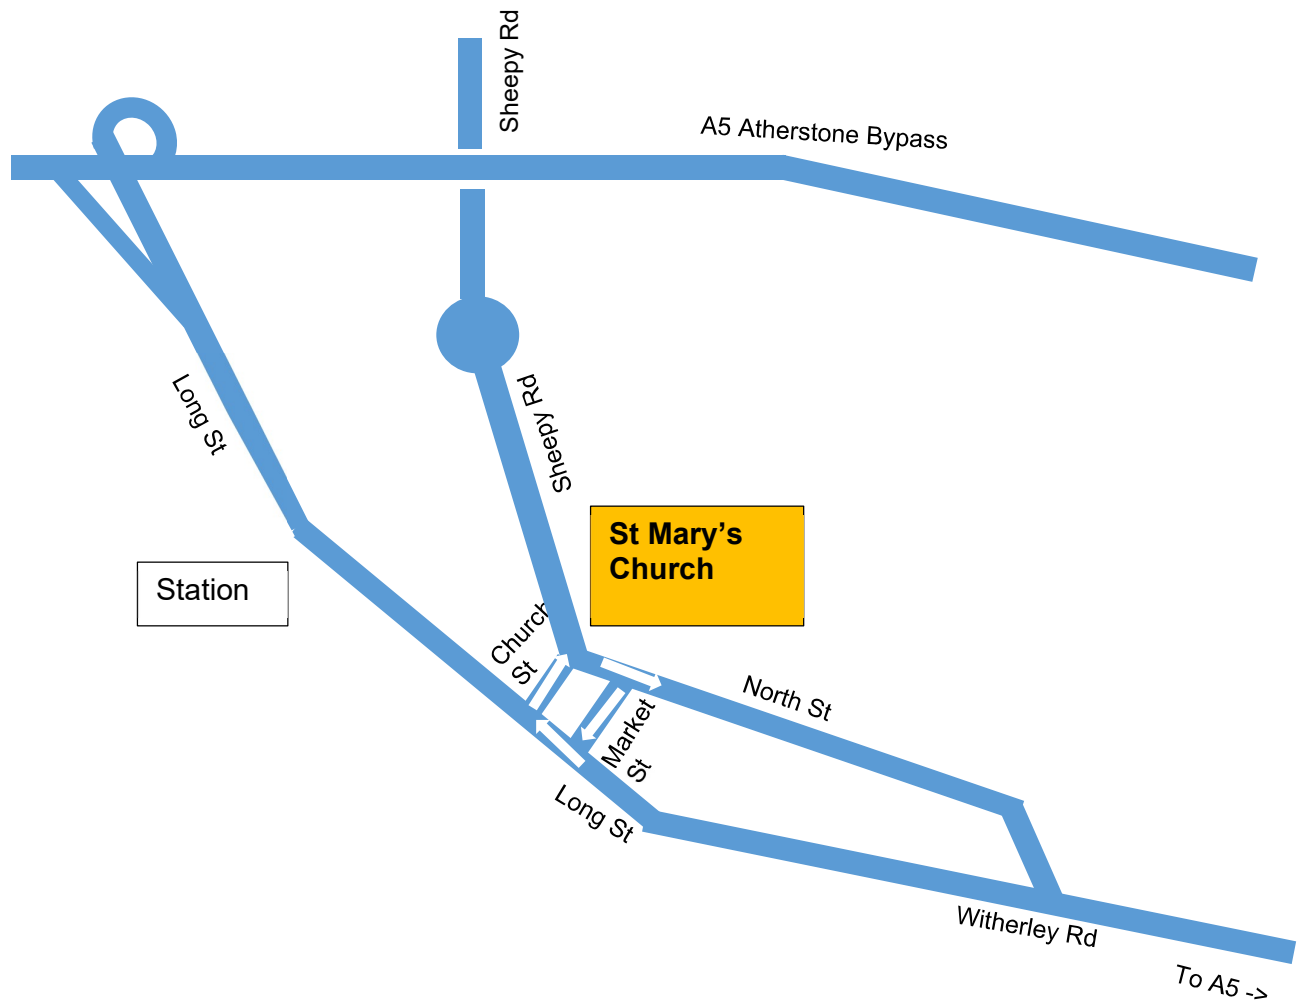 Sheepy Rd
A5 Atherstone Bypass
Long St
Sheepy Rd
St Mary’s
Church
Station
Church
St
North St
Market
St
Long St
Witherley Rd
To A5 ->